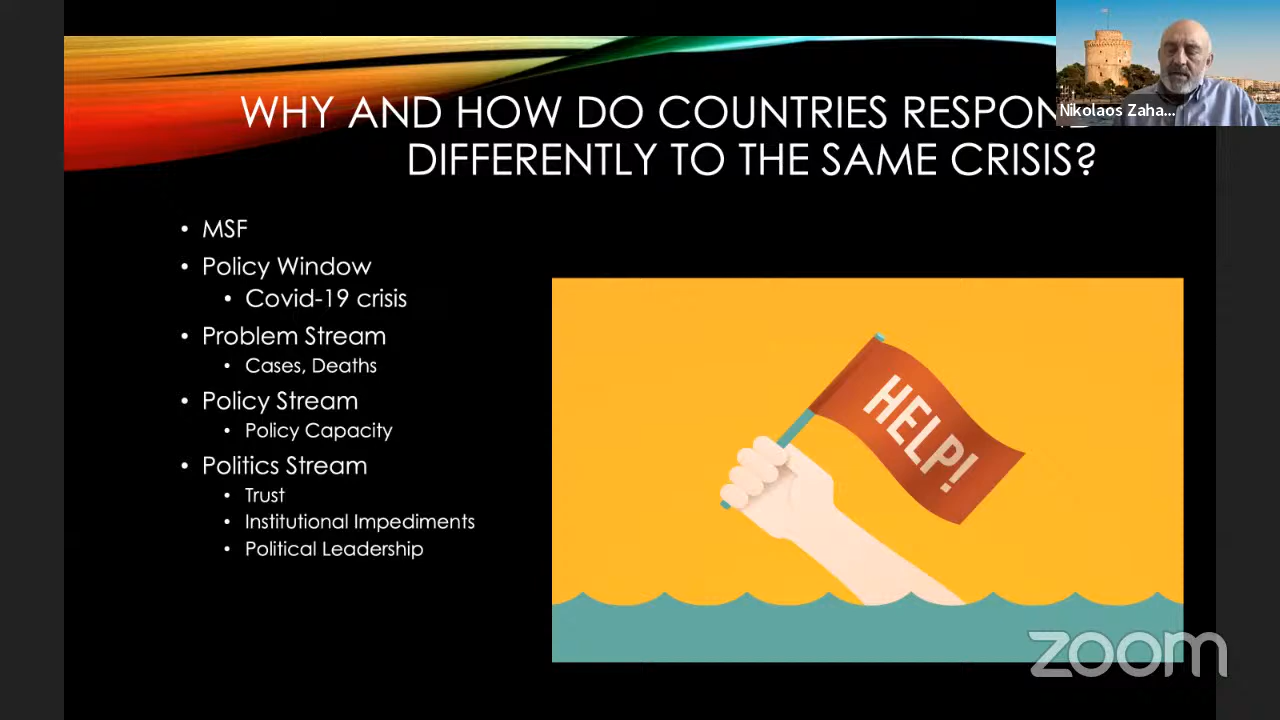 WHY AND HOW DO COUNTRIES RESPOND
DIFFERENTLY TO THE SAME CRISIS?
Nikolaos Zaha...
• MSF
• Policy Window
• Covid-19 crisis
• Problem Stream
• Cases, Deaths
• Policy Stream
• Policy Capacity
• Politics Stream
• Trust
• Institutional Impediments
• Political Leadership
HELP!
zoom